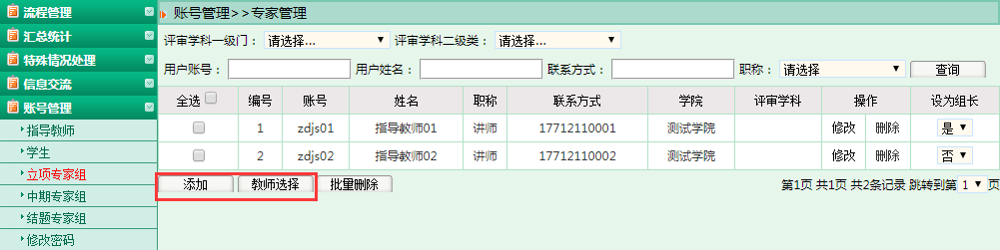 流程管理
汇总统计
特殊情况处理
信息交流
账号管理
指导教师
学生
立项专家组
中期专家组
结题专家组
修改密码
账号管理>>专家管理
评审学科一级门： 请选择... 评审学科二级类： 请选择...
用户账号： 用户姓名： 联系方式： 职称： 请选择 查询
全选 编号 账号 姓名 职称 联系方式 学院 评审学科 操作 设为组长
1 zdjs01 指导教师01 讲师 17712110001 测试学院 修改 删除 是
2 zdjs02 指导教师02 讲师 17712110002 测试学院 修改 删除 否
添加 教师选择 批量删除 第1页 共1页 共2条记录 跳转到第 1 页